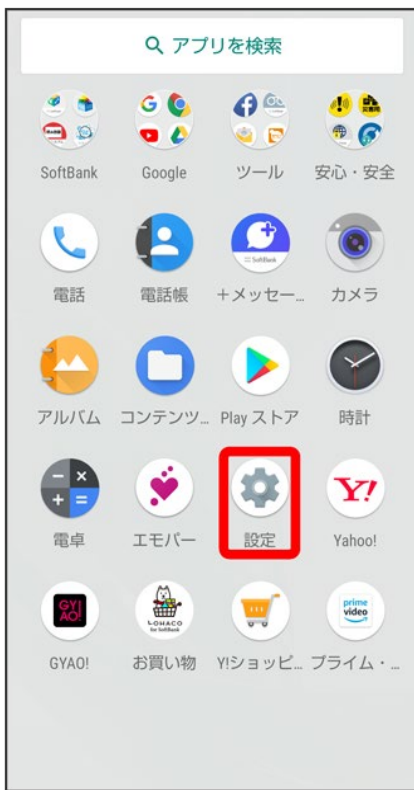 アプリを検索
SoftBank Google ツール 安心・安全
電話 電話帳 +メッセー... カメラ
アルバム コンテンツ... Play ストア 時計
電卓 エモパー 設定 Yahoo!
GYAO! お買い物 Y!ショッピ... プライム・...